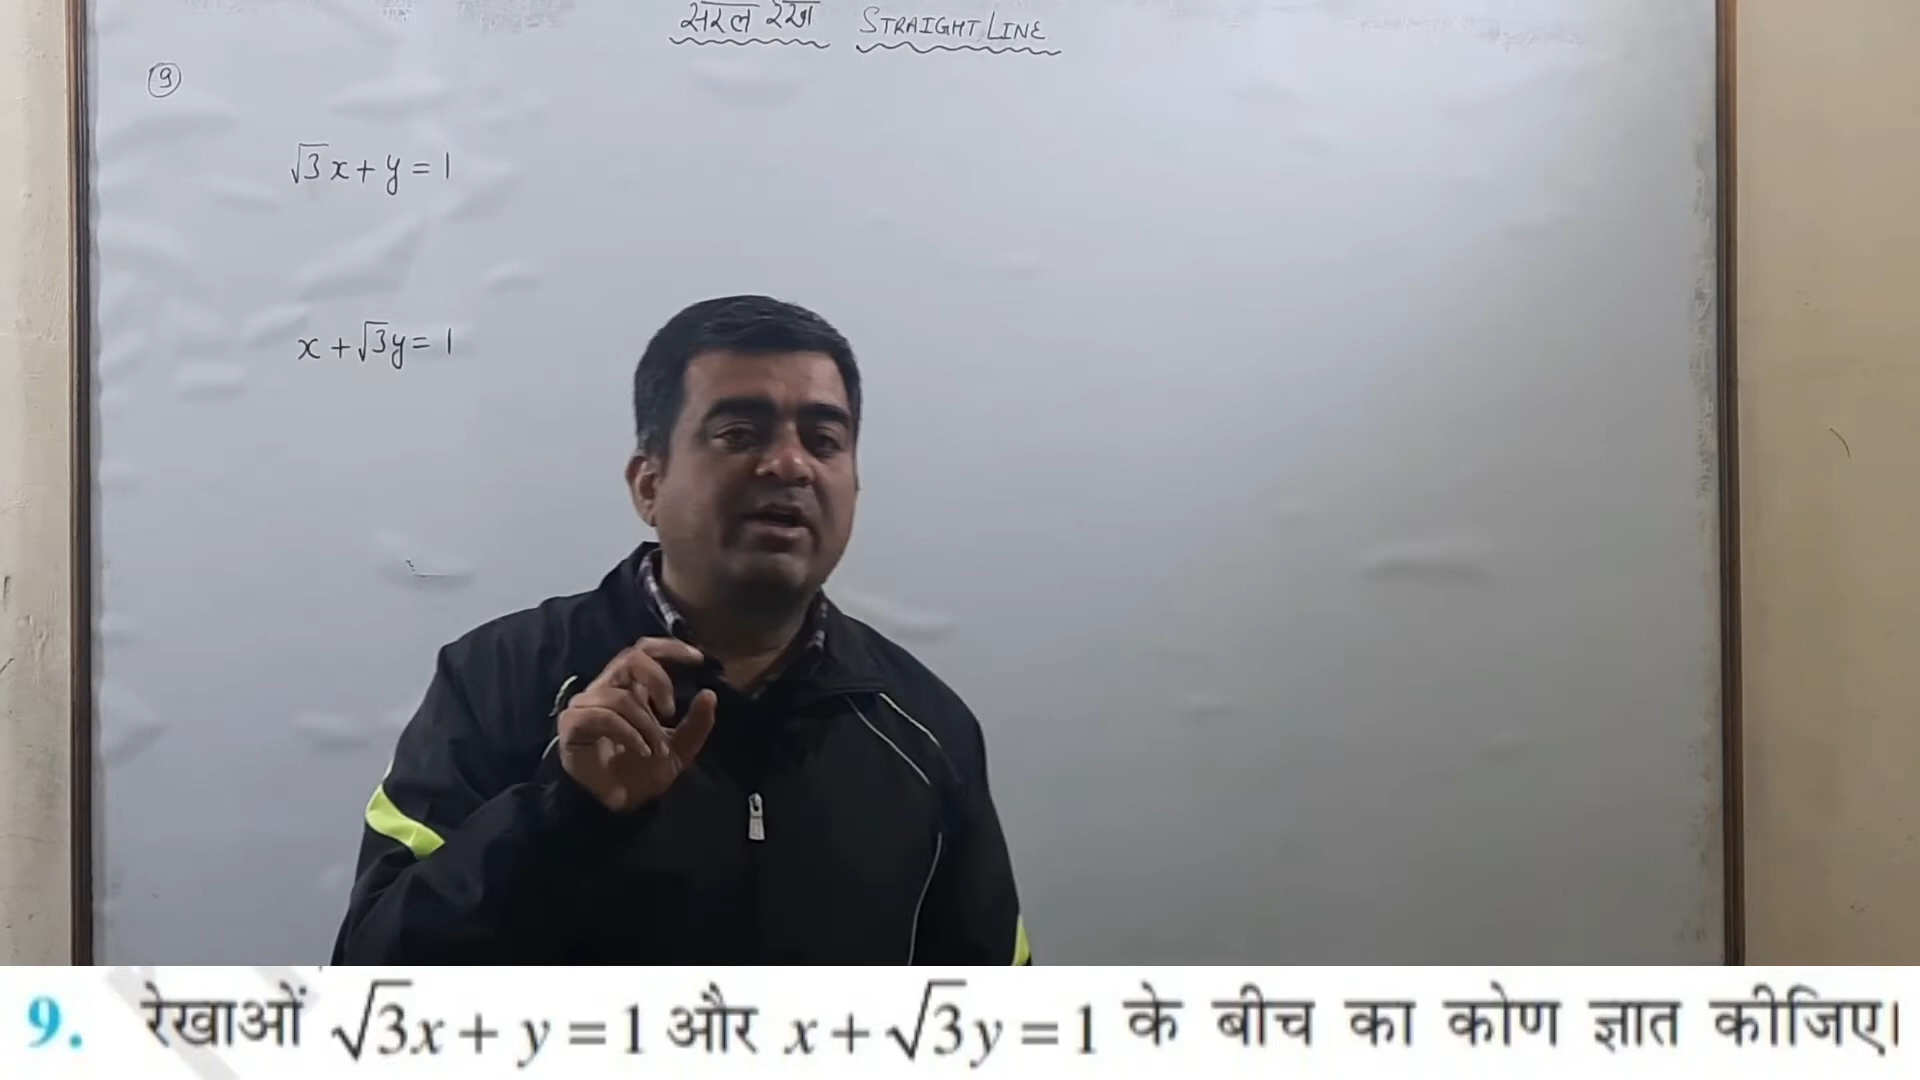 सरल रेखा STRAIGHT LINE
9
√3x + y = 1
x + √3y = 1
9. रेखाओं √3x + y = 1 और x + √3y = 1 के बीच का कोण ज्ञात कीजिए।